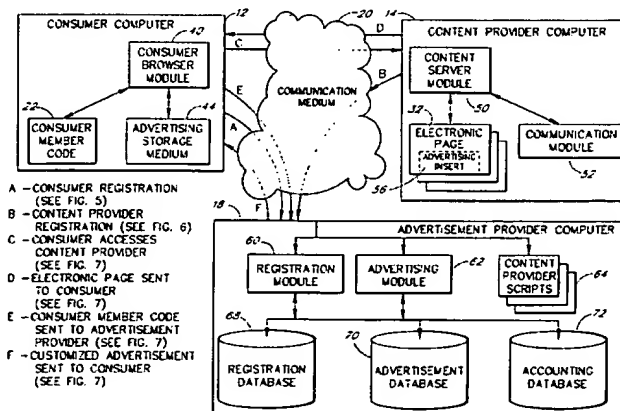 CONSUMER COMPUTER
12
40
CONSUMER
BROWSER
MODULE
22
CONSUMER
MEMBER
CODE
44
ADVERTISING
STORAGE
MEDIUM
20
COMMUNICATION
MEDIUM
D
C
E
A
B
F
14
CONTENT PROVIDER COMPUTER
CONTENT
SERVER
MODULE
50
32
ELECTRONIC
PAGE
ADVERTISING
INSERT
56
COMMUNICATION
MODULE
52
A – CONSUMER REGISTRATION
(SEE FIG. 5)
B – CONTENT PROVIDER
REGISTRATION (SEE FIG. 6)
C – CONSUMER ACCESSES
CONTENT PROVIDER
(SEE FIG. 7)
D – ELECTRONIC PAGE SENT
TO CONSUMER
(SEE FIG. 7)
E – CONSUMER MEMBER CODE
SENT TO ADVERTISEMENT
PROVIDER (SEE FIG. 7)
F – CUSTOMIZED ADVERTISEMENT
SENT TO CONSUMER
(SEE FIG. 7)
18
ADVERTISEMENT PROVIDER COMPUTER
60
REGISTRATION
MODULE
ADVERTISING
MODULE
62
CONTENT
PROVIDER
SCRIPTS
64
68
REGISTRATION
DATABASE
70
ADVERTISEMENT
DATABASE
72
ACCOUNTING
DATABASE